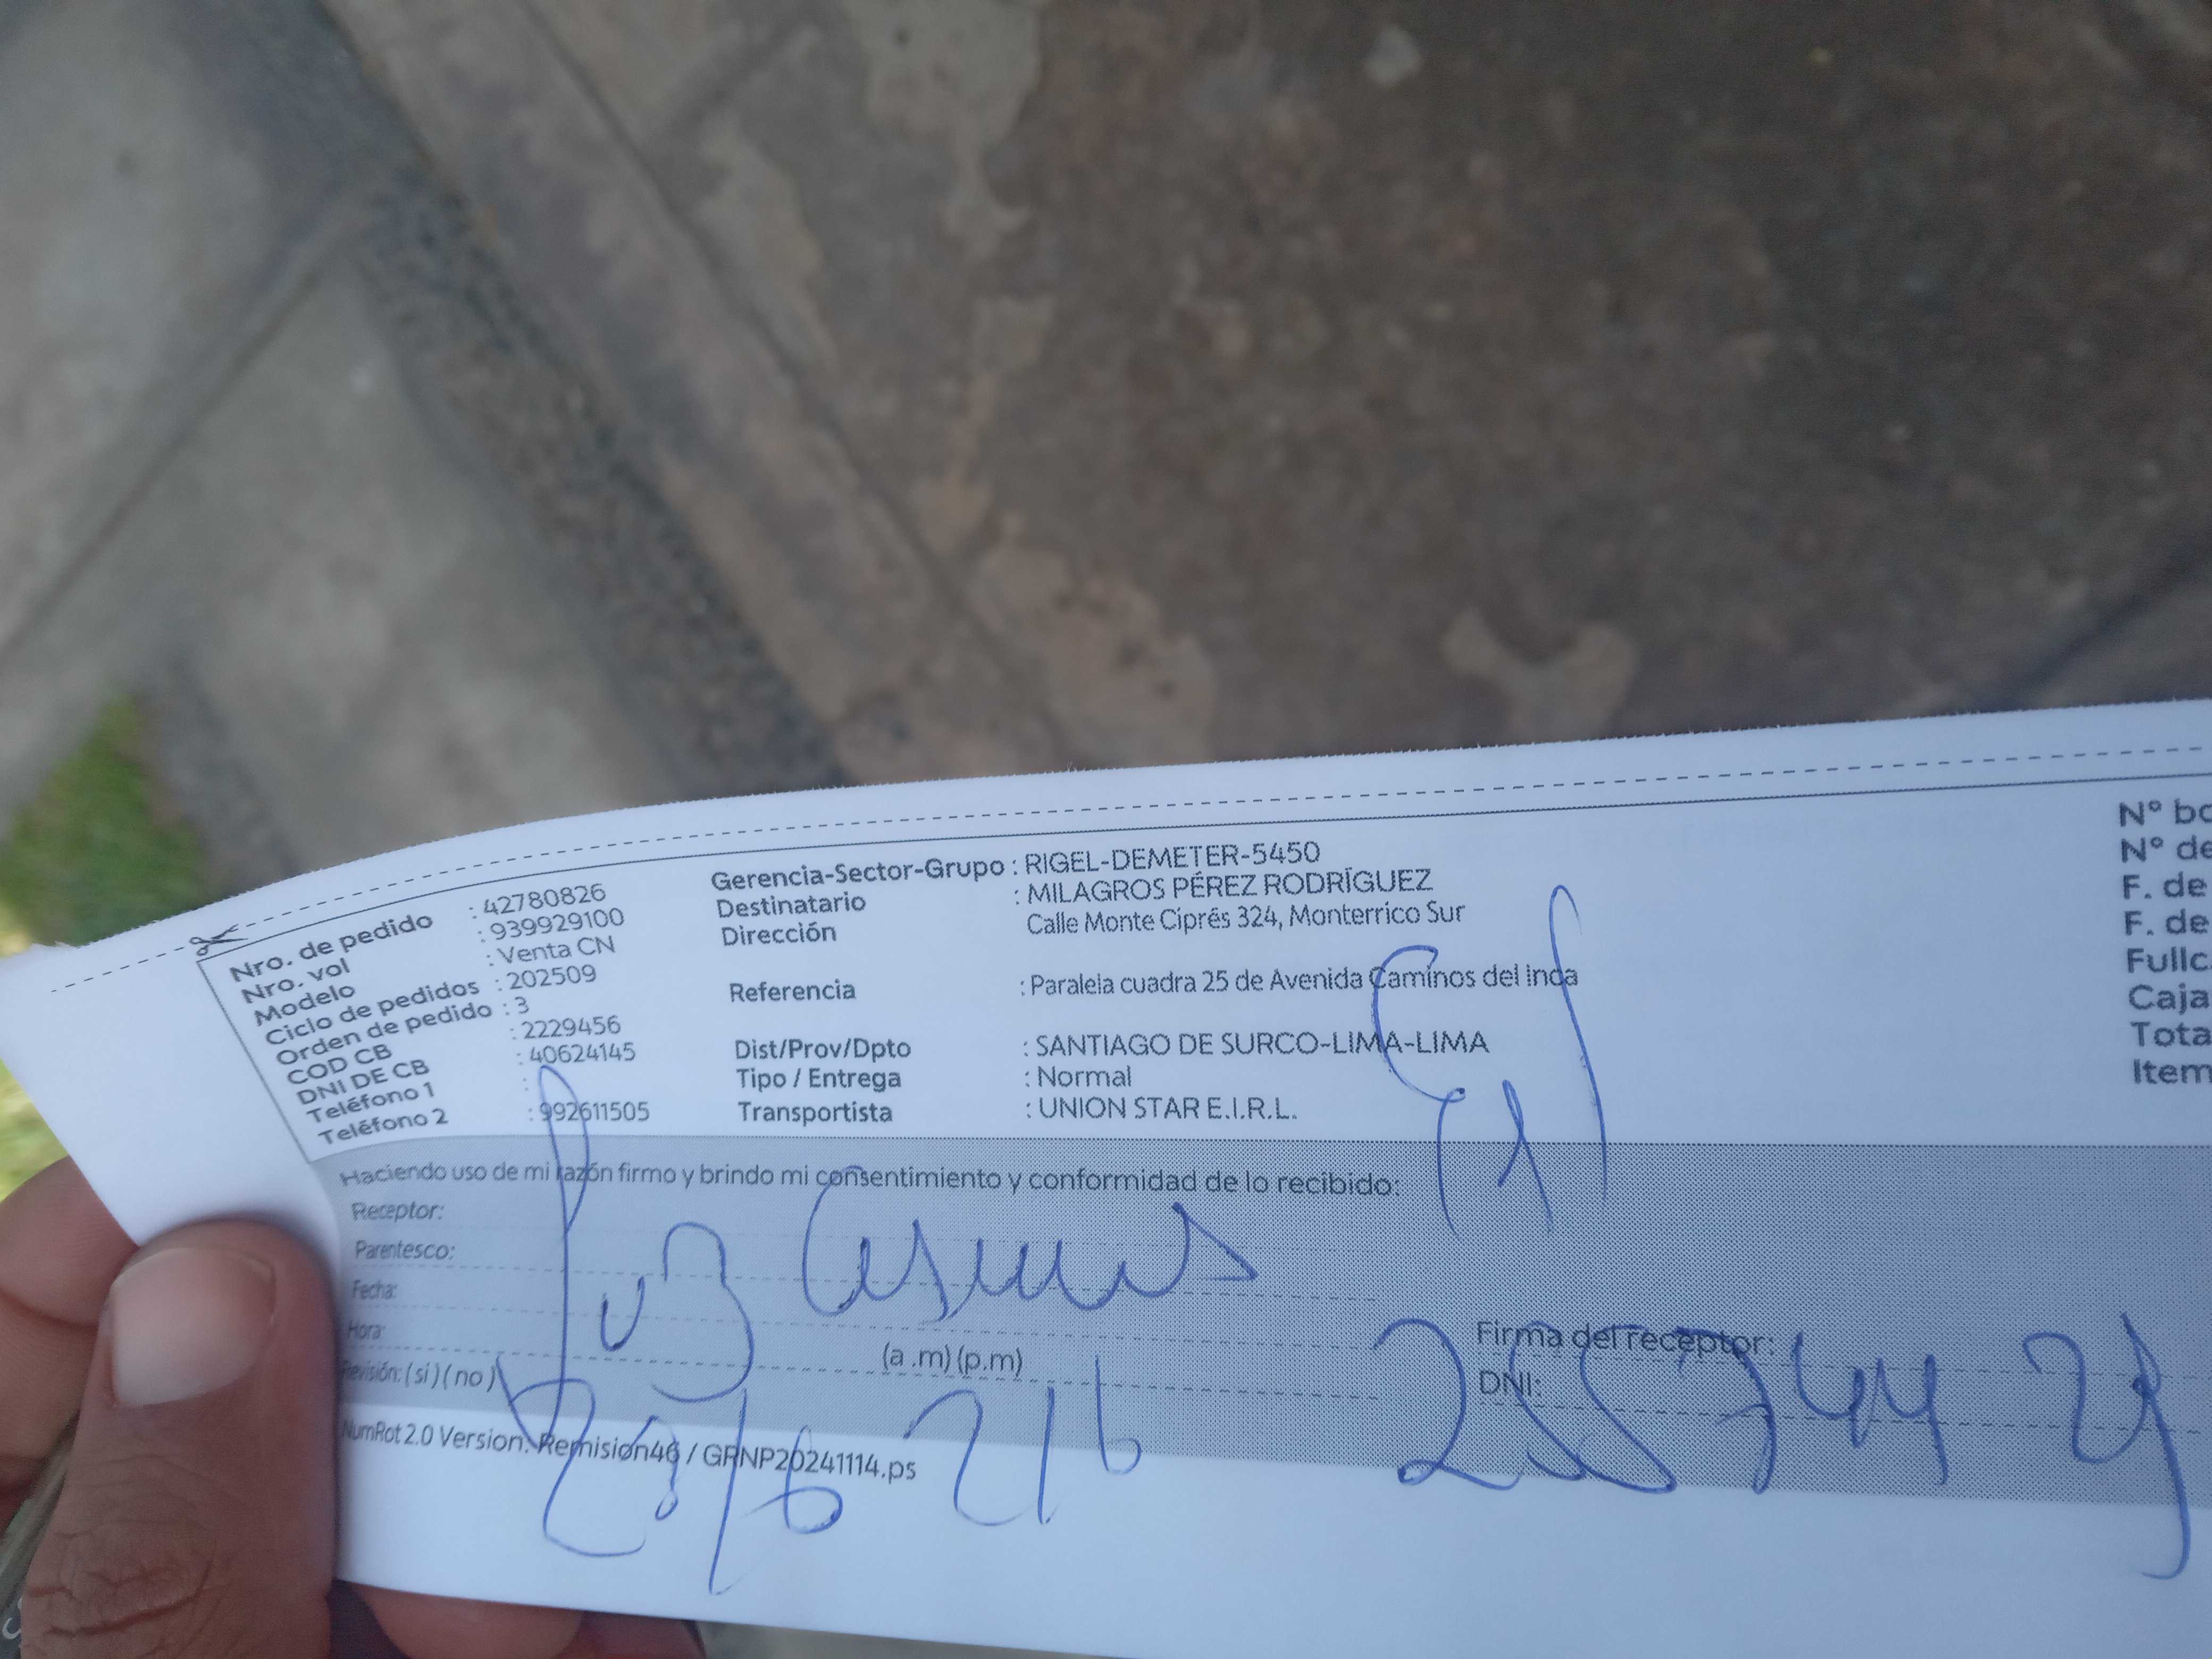 Nro. de pedido : 42780826
Nro. vol : 939929100
Modelo : Venta CN
Ciclo de pedidos : 202509
Orden de pedido : 3
COD CB : 2229456
DNI DE CB : 40624145
Teléfono 1 :
Teléfono 2 : 992611505
Gerencia-Sector-Grupo : RIGEL-DEMETER-5450
Destinatario : MILAGROS PÉREZ RODRÍGUEZ
Dirección Calle Monte Ciprés 324, Monterrico Sur
Referencia : Paralela cuadra 25 de Avenida Caminos del Inca
Dist/Prov/Dpto : SANTIAGO DE SURCO-LIMA-LIMA
Tipo / Entrega : Normal
Transportista : UNION STAR E.I.R.L.
N° bo
N° de
F. de
F. de
Fullc
Caja
Tota
Item
Haciendo uso de mi razón firmo y brindo mi consentimiento y conformidad de lo recibido:
Receptor:
Parentesco:
Fecha:
Hora: (a .m) (p.m)
Revisión: ( si ) ( no )
Firma del receptor:
DNI:
Luz
NumRot 2.0 Version: Remision46 / GRNP20241114.ps